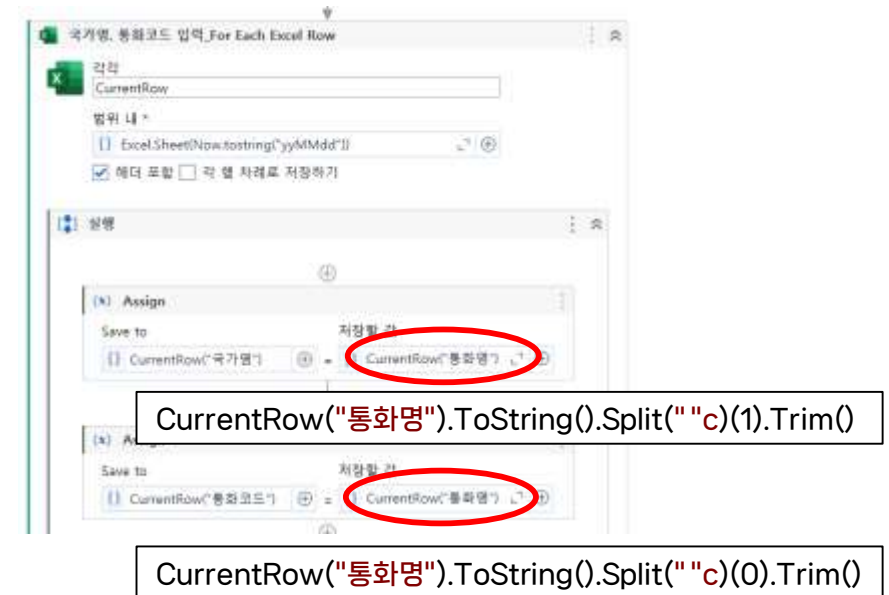 국가명, 통화코드 입력_For Each Excel Row
각각
CurrentRow
범위 내 *
Excel.Sheet(Now.tostring("yyMMdd"))
헤더 포함 각 행 차례로 저장하기
실행
Assign
Save to 저장할 값
CurrentRow("국가명") = CurrentRow("통화명")
CurrentRow("통화명").ToString().Split(" "c)(1).Trim()
Save to 저장할 값
CurrentRow("통화코드") = CurrentRow("통화명")
CurrentRow("통화명").ToString().Split(" "c)(0).Trim()